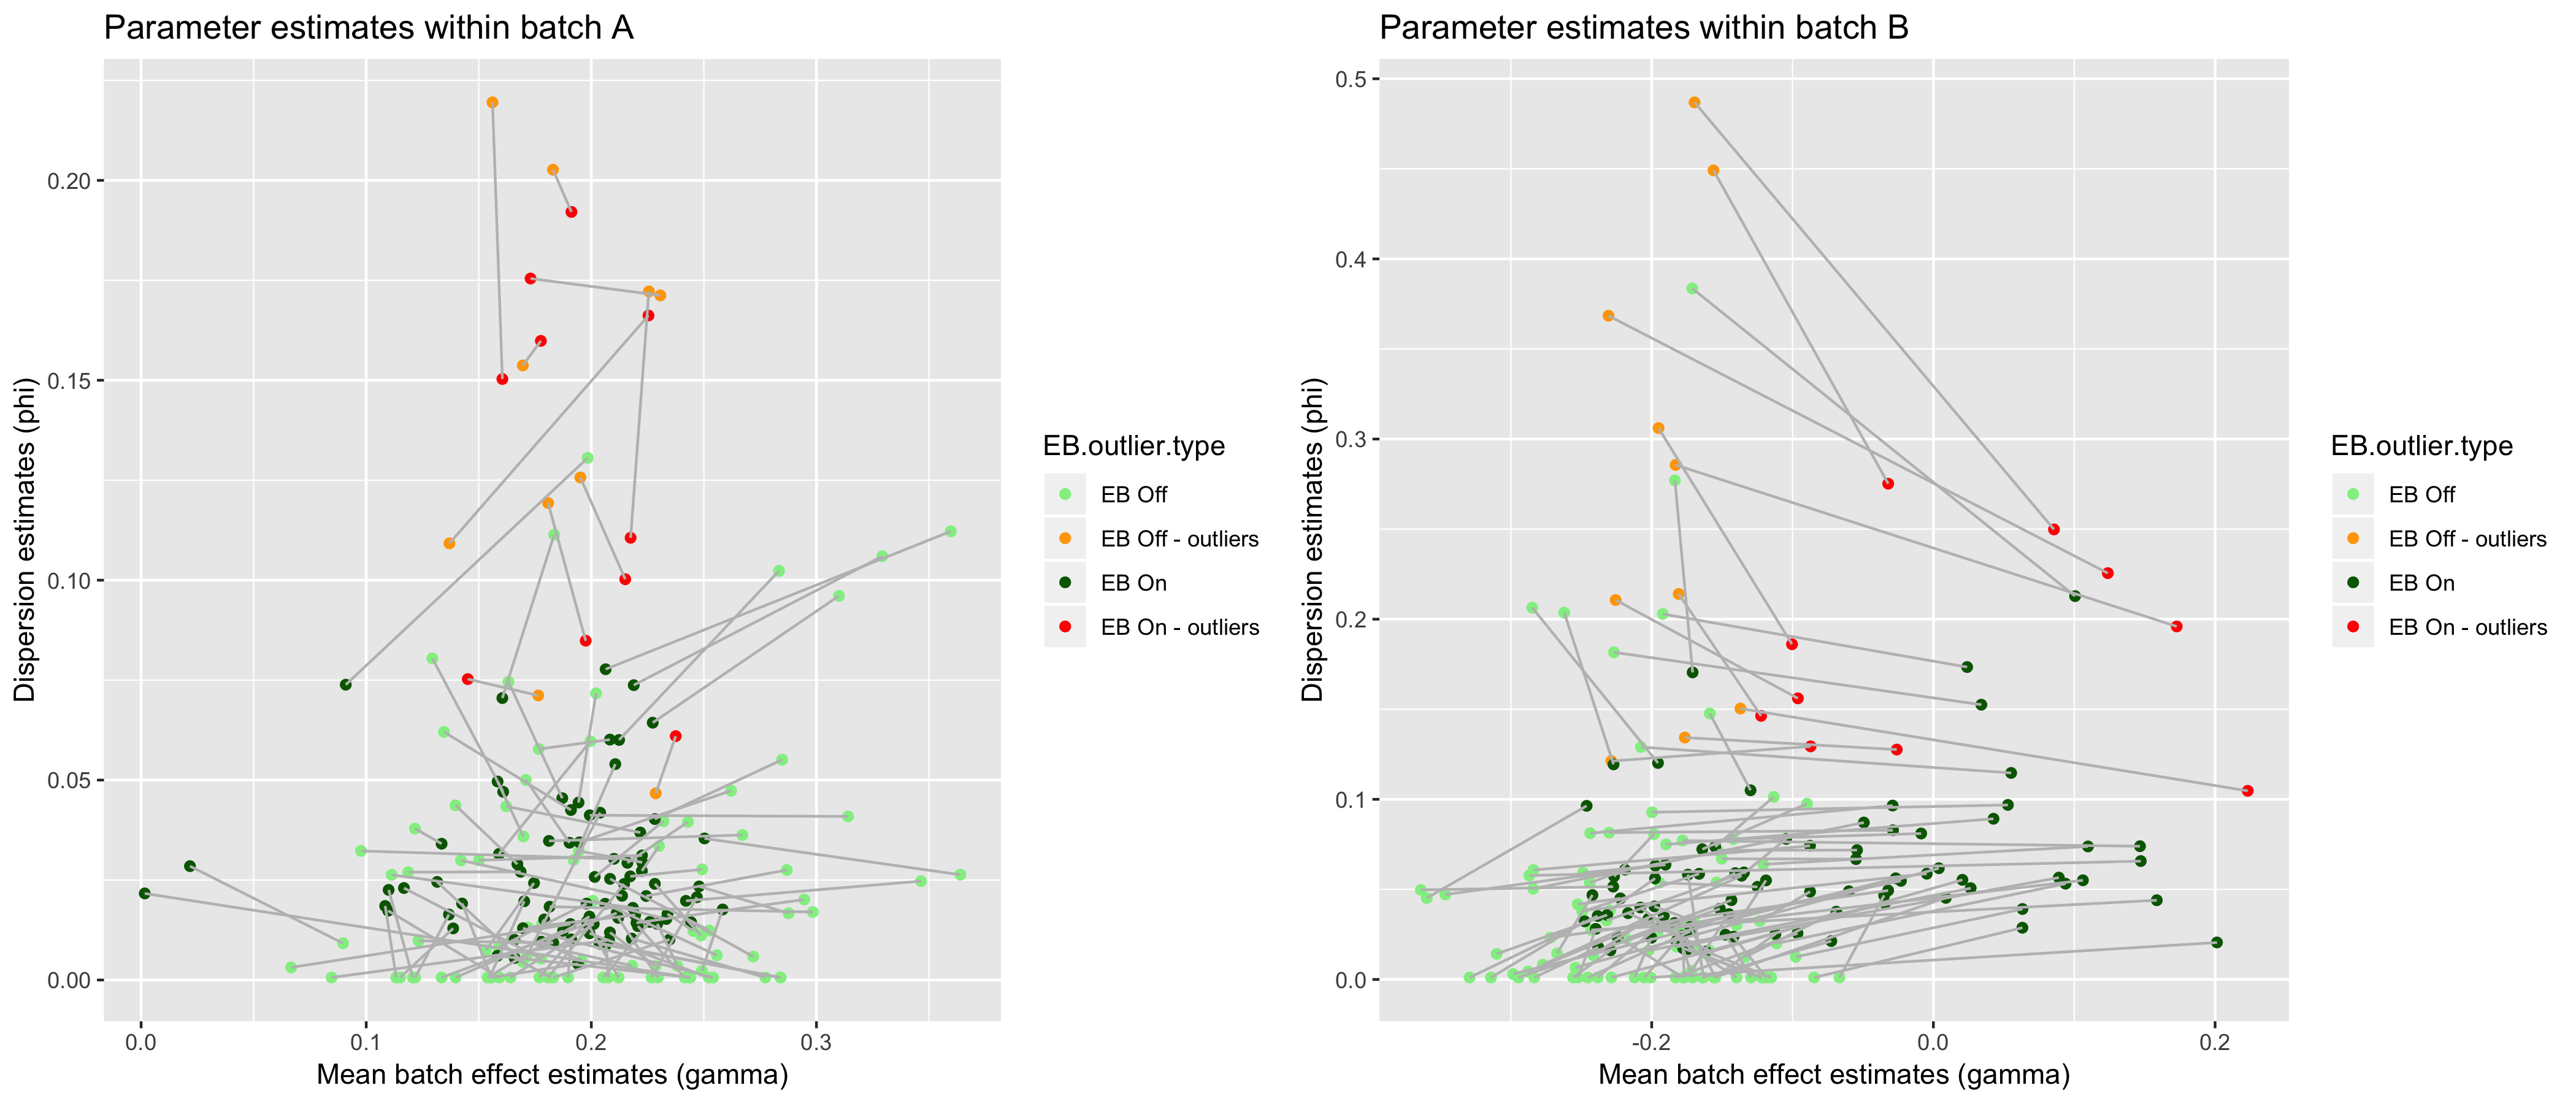 Parameter estimates within batch A
Dispersion estimates (phi)
0.20
0.15
0.10
0.05
0.00
0.0 0.1 0.2 0.3
Mean batch effect estimates (gamma)
EB.outlier.type
EB Off
EB Off - outliers
EB On
EB On - outliers
Parameter estimates within batch B
Dispersion estimates (phi)
0.5
0.4
0.3
0.2
0.1
0.0
-0.2 0.0 0.2
Mean batch effect estimates (gamma)
EB.outlier.type
EB Off
EB Off - outliers
EB On
EB On - outliers